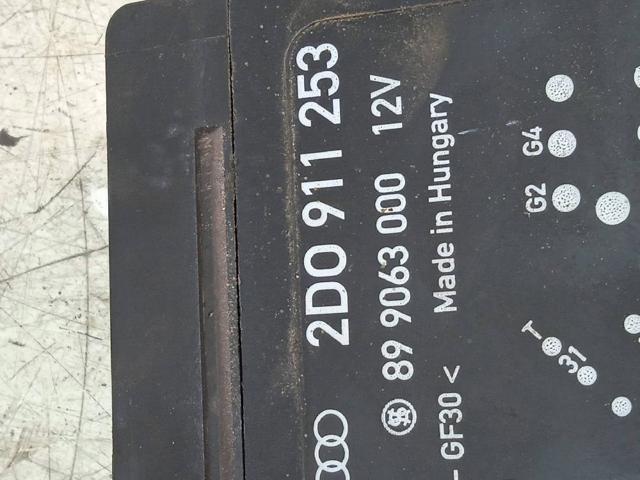 2D0 911 253
89 9063 000 12V
- GF30 < Made in Hungary
G4
G2
T
31